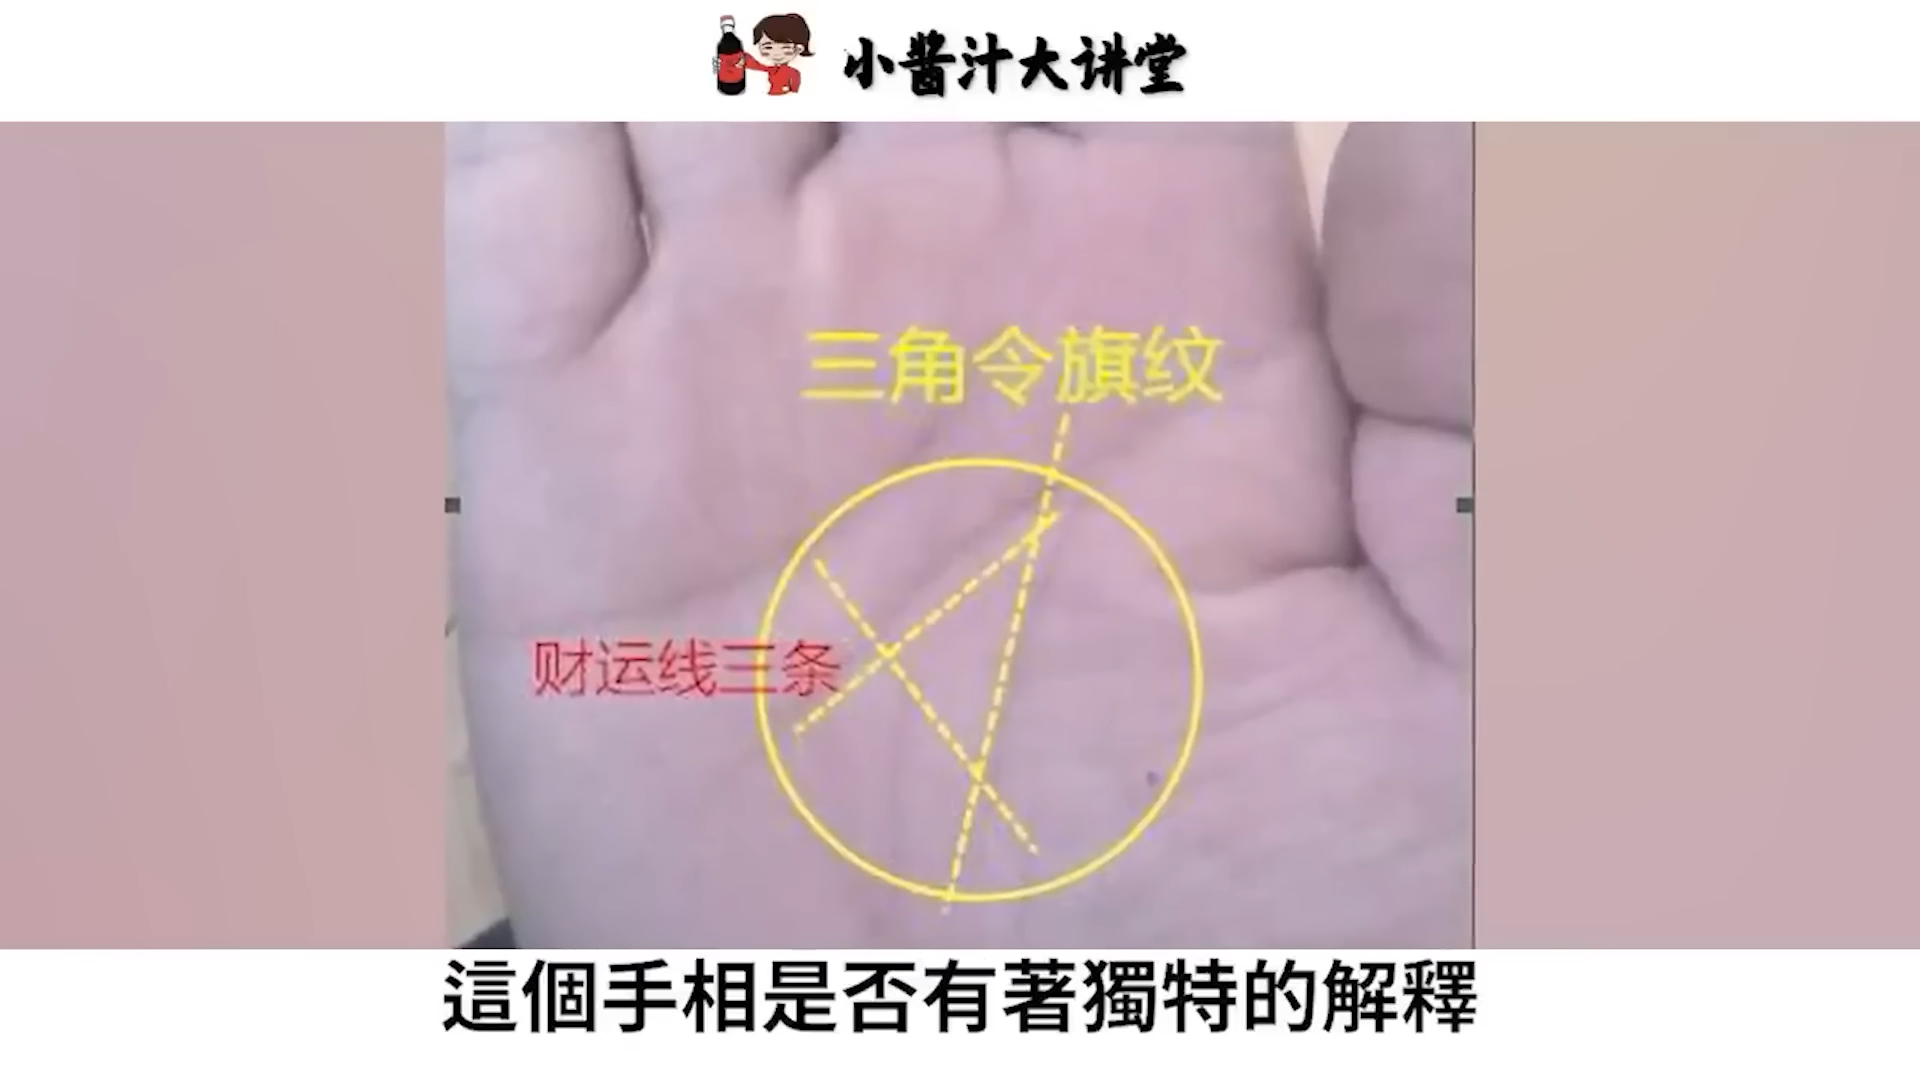 小酱汁大讲堂
三角令旗纹
财运线三条
這個手相是否有著獨特的解釋